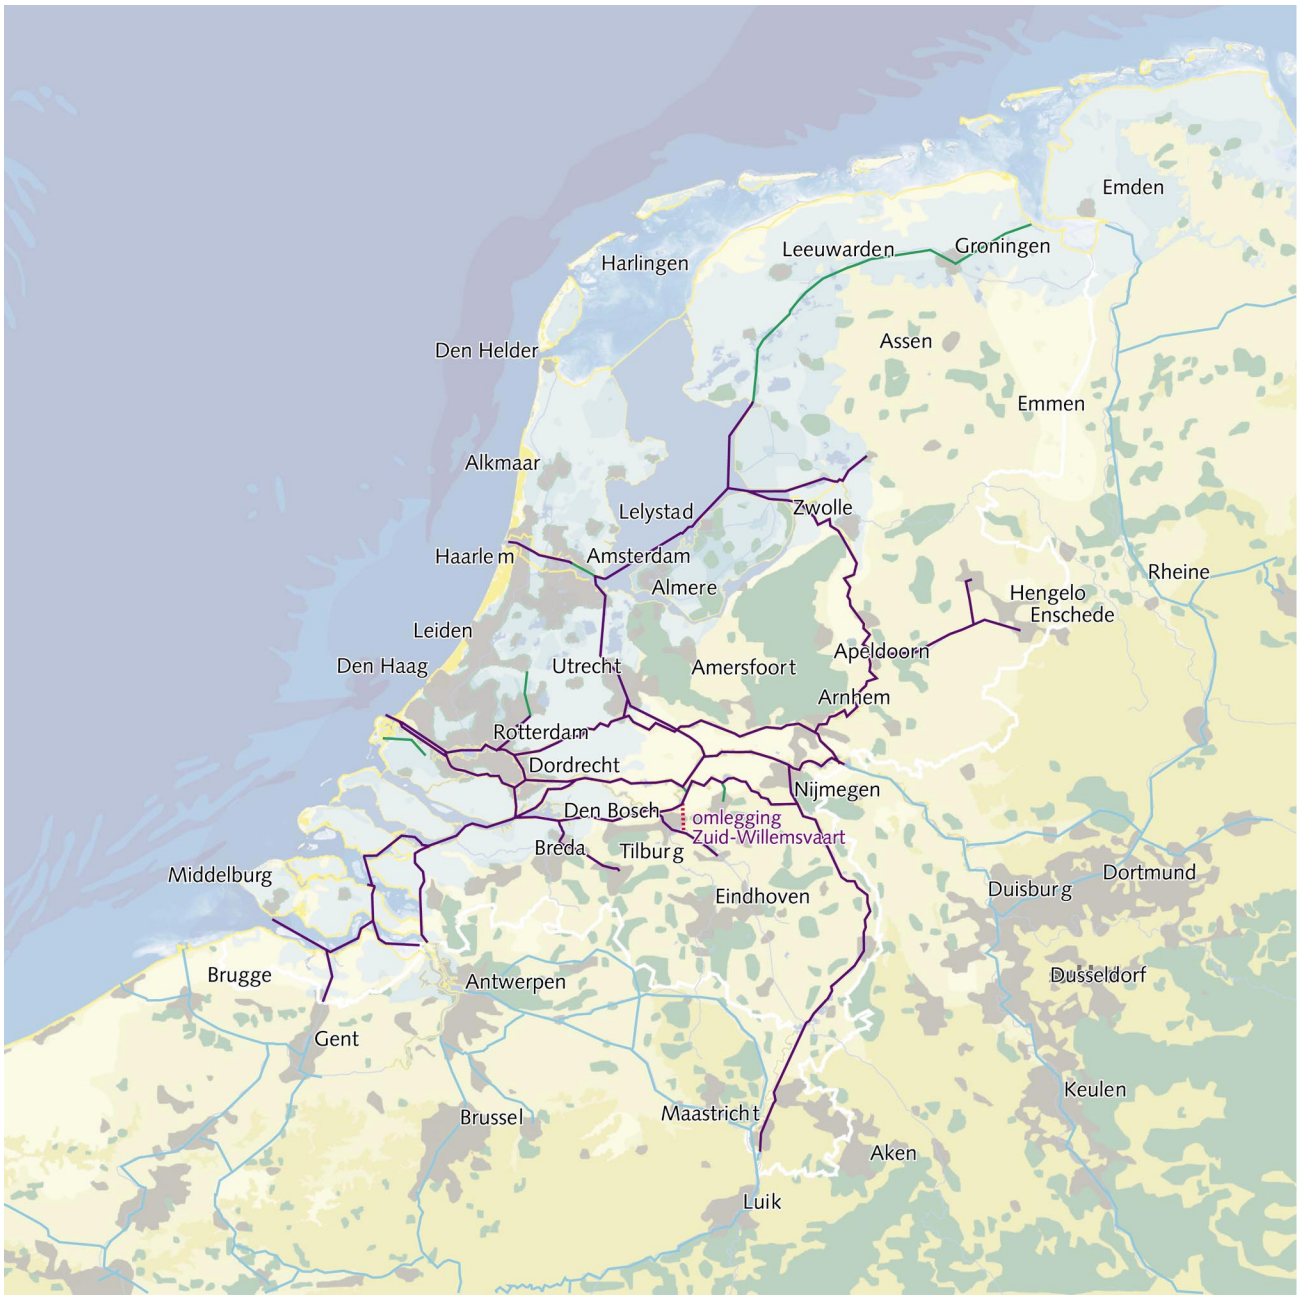 Emden
Leeuwarden
Groningen
Harlingen
Assen
Den Helder
Emmen
Alkmaar
Lelystad
Zwolle
Haarlem
Amsterdam
Rheine
Almere
Hengelo
Enschede
Leiden
Apeldoorn
Den Haag
Utrecht
Amersfoort
Arnhem
Rotterdam
Dordrecht
Nijmegen
Den Bosch
omlegging
Zuid-Willemsvaart
Breda
Tilburg
Middelburg
Dortmund
Duisburg
Eindhoven
Brugge
Antwerpen
Dusseldorf
Gent
Keulen
Maastricht
Brussel
Aken
Luik